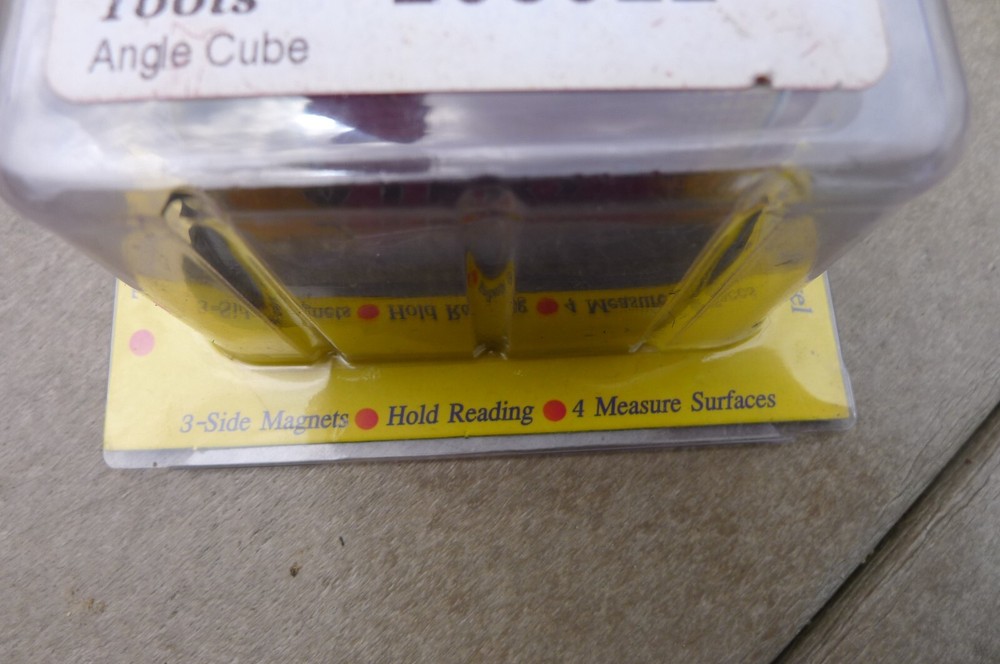 Tools
Angle Cube
3-Side Magnets ● Hold Reading ● 4 Measure Surfaces